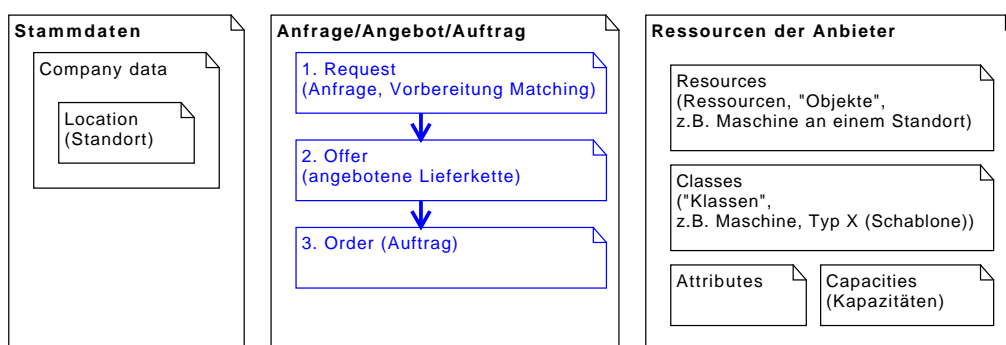 Stammdaten
Company data
Location
(Standort)
Anfrage/Angebot/Auftrag
1. Request
(Anfrage, Vorbereitung Matching)
2. Offer
(angebotene Lieferkette)
3. Order (Auftrag)
Ressourcen der Anbieter
Resources
(Ressourcen, "Objekte",
z.B. Maschine an einem Standort)
Classes
("Klassen",
z.B. Maschine, Typ X (Schablone))
Attributes
Capacities
(Kapazitäten)